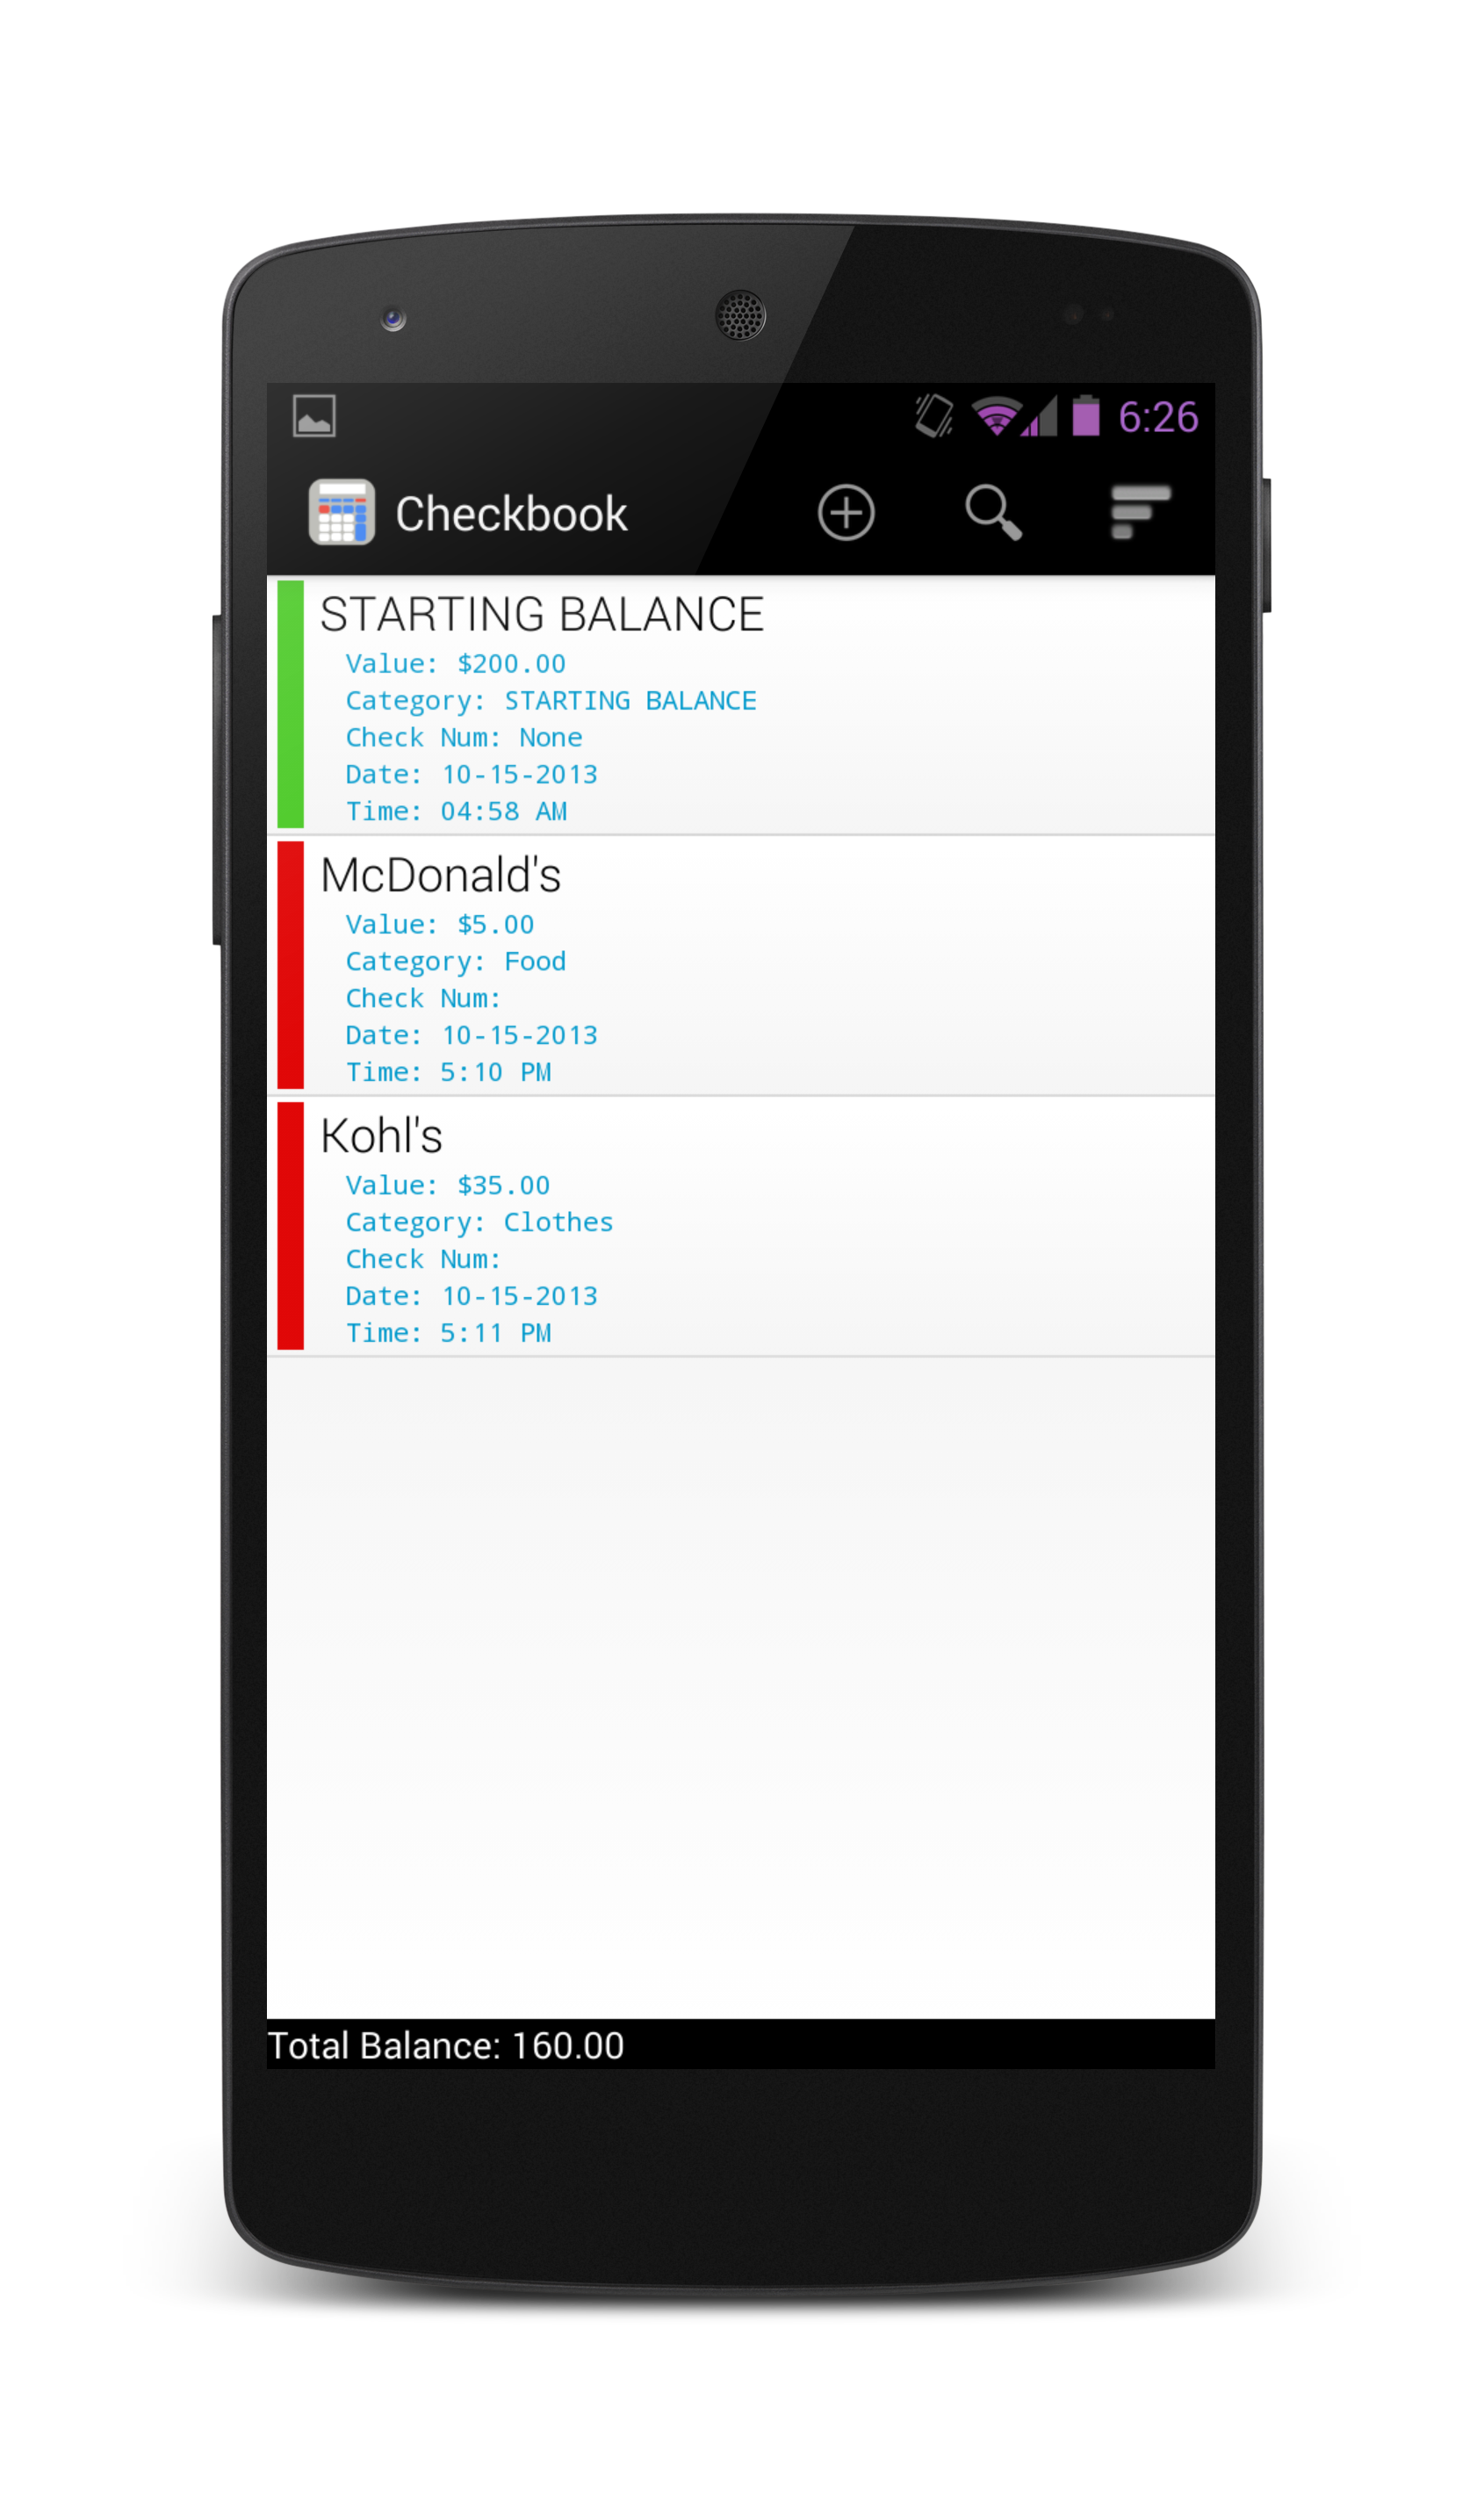 6:26
Checkbook
STARTING BALANCE
Value: $200.00
Category: STARTING BALANCE
Check Num: None
Date: 10-15-2013
Time: 04:58 AM
McDonald's
Value: $5.00
Category: Food
Check Num:
Date: 10-15-2013
Time: 5:10 PM
Kohl's
Value: $35.00
Category: Clothes
Check Num:
Date: 10-15-2013
Time: 5:11 PM
Total Balance: 160.00